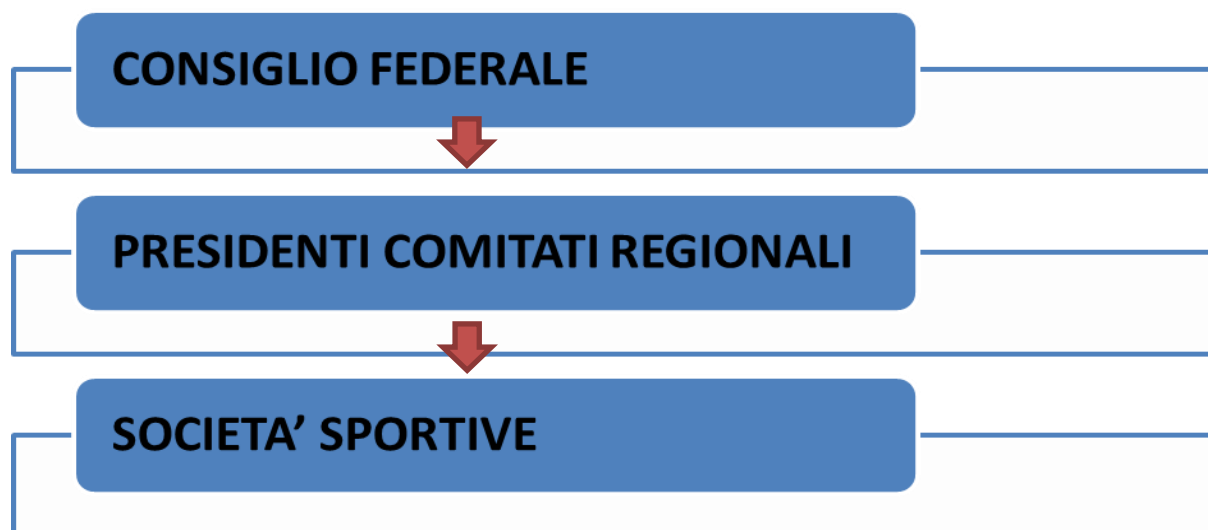 CONSIGLIO FEDERALE
PRESIDENTI COMITATI REGIONALI
SOCIETA’ SPORTIVE